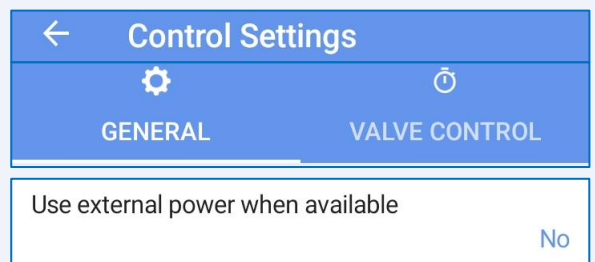 Control Settings
GENERAL VALVE CONTROL
Use external power when available
No